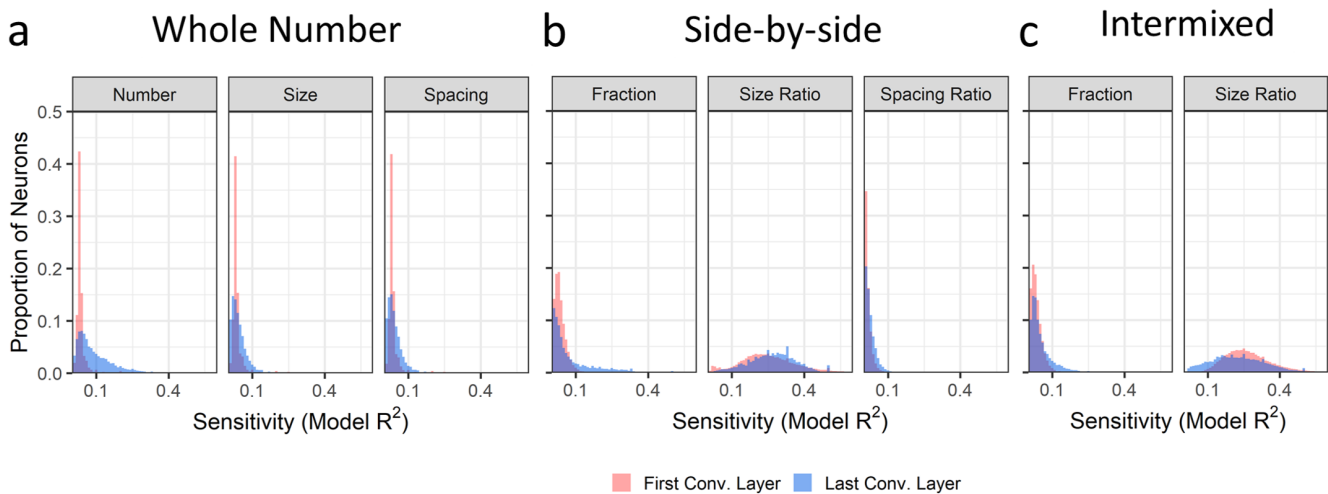 a Whole Number b Side-by-side c Intermixed
Number Size Spacing Fraction Size Ratio Spacing Ratio Fraction Size Ratio
Proportion of Neurons
0.5
0.4
0.3
0.2
0.1
0.0
0.1 0.4 0.1 0.4 0.1 0.4 0.1 0.4 0.1 0.4 0.1 0.4 0.1 0.4 0.1 0.4
Sensitivity (Model R²) Sensitivity (Model R²) Sensitivity (Model R²)
First Conv. Layer Last Conv. Layer